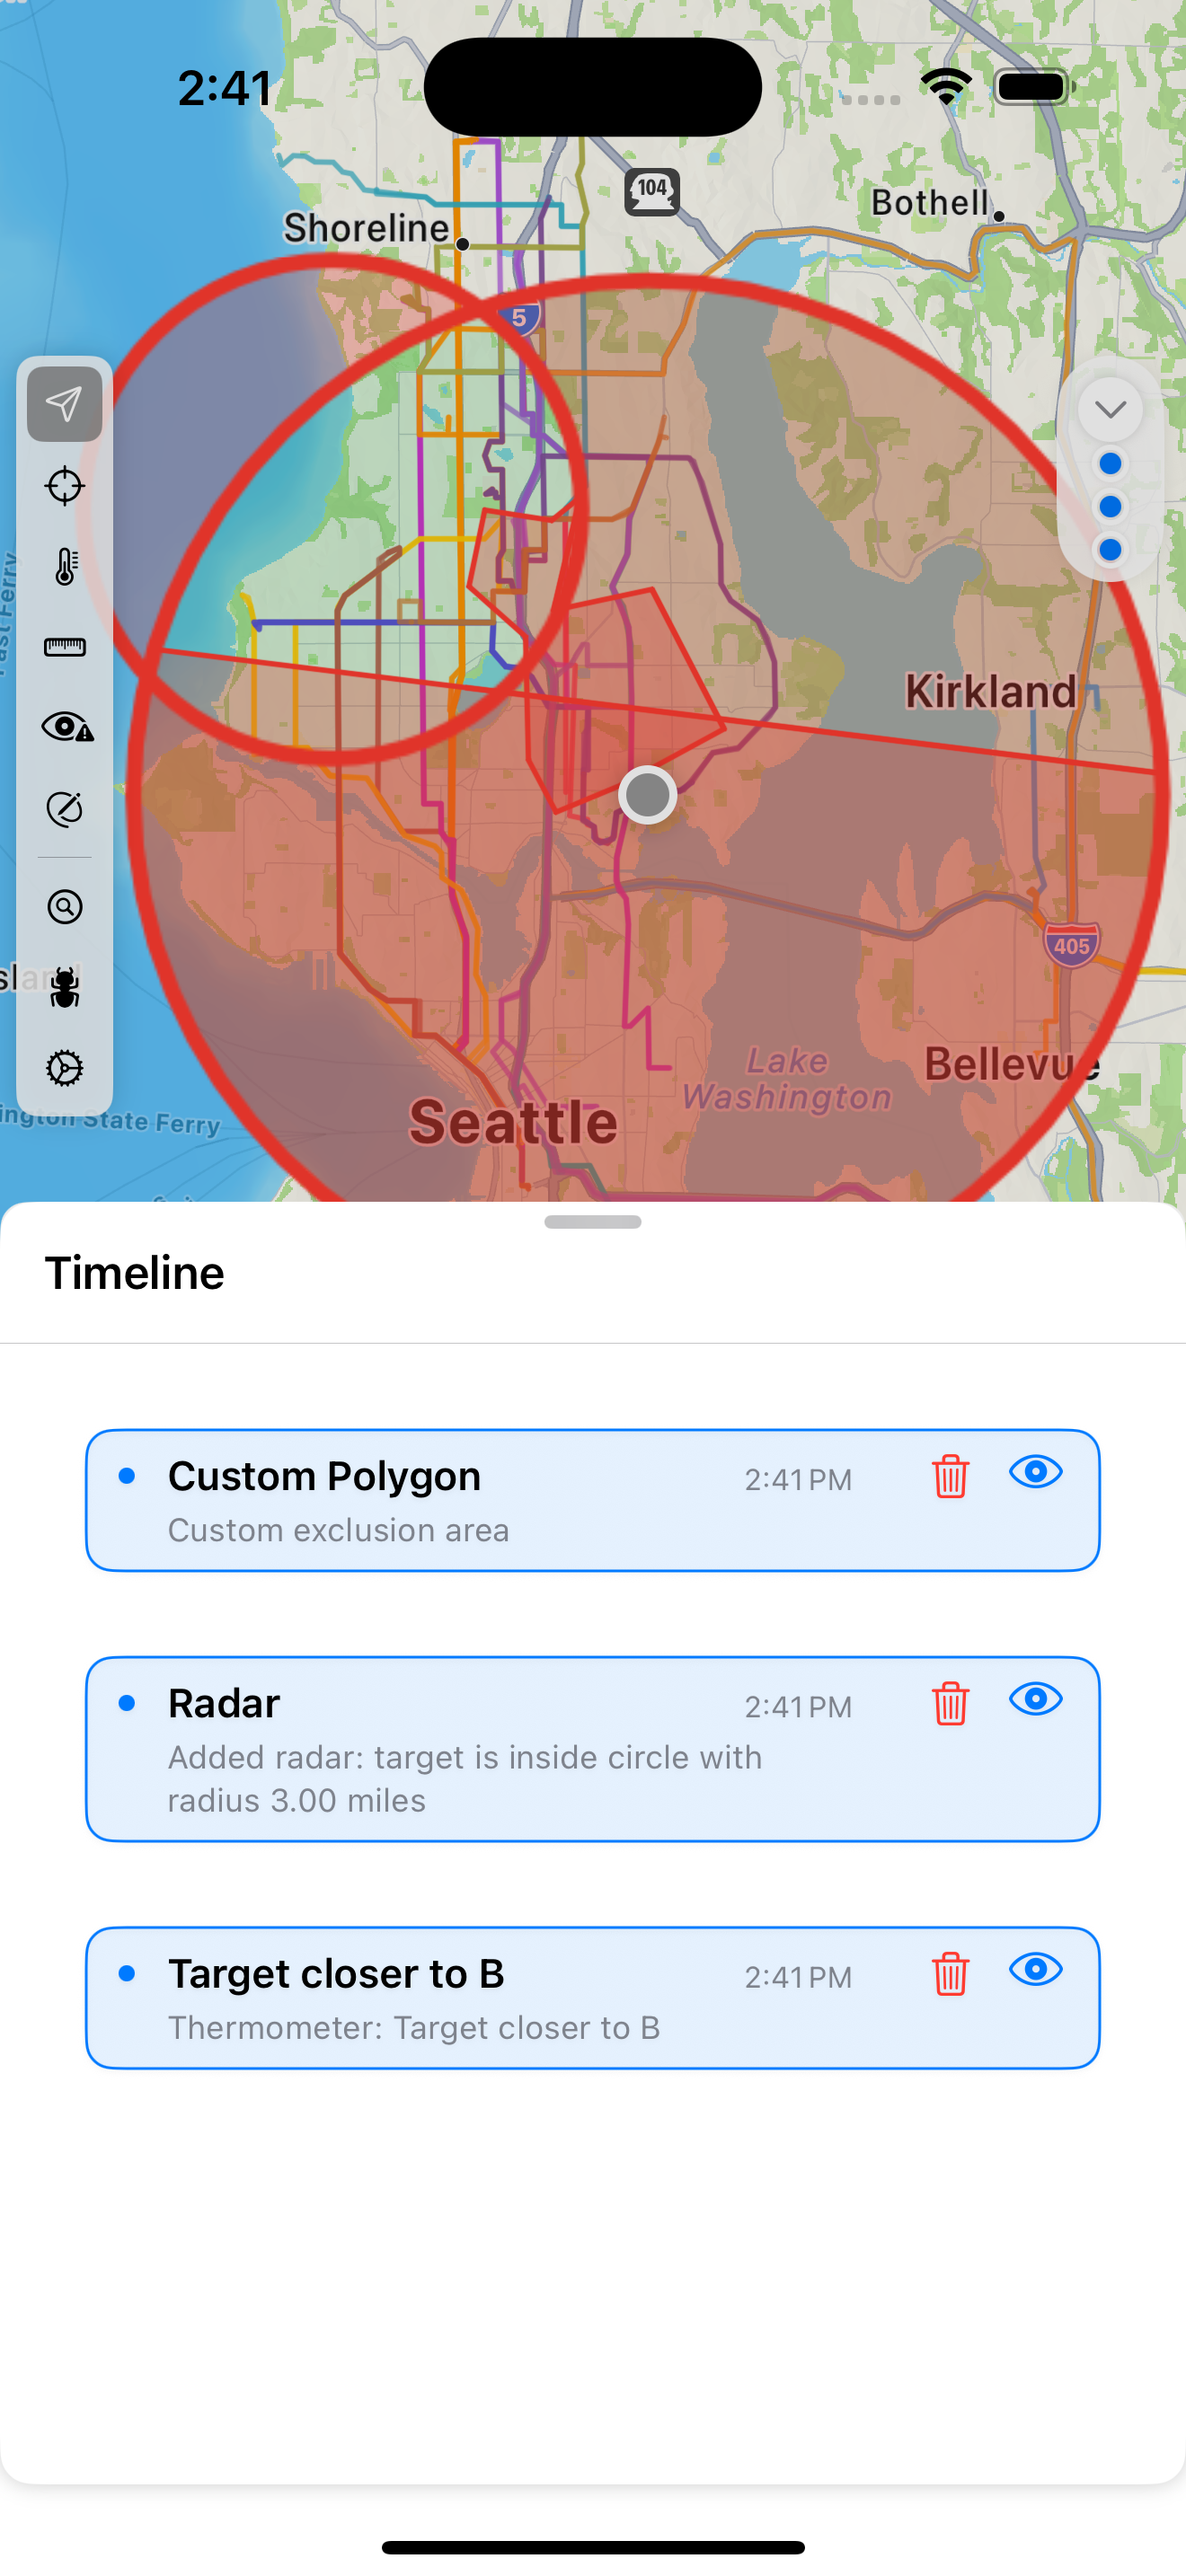 2:41
104
Bothell
Shoreline
5
Kirkland
405
Lake
Washington
Bellevue
Seattle
State Ferry
Timeline
Custom Polygon
2:41 PM
Custom exclusion area
Radar
2:41 PM
Added radar: target is inside circle with
radius 3.00 miles
Target closer to B
2:41 PM
Thermometer: Target closer to B